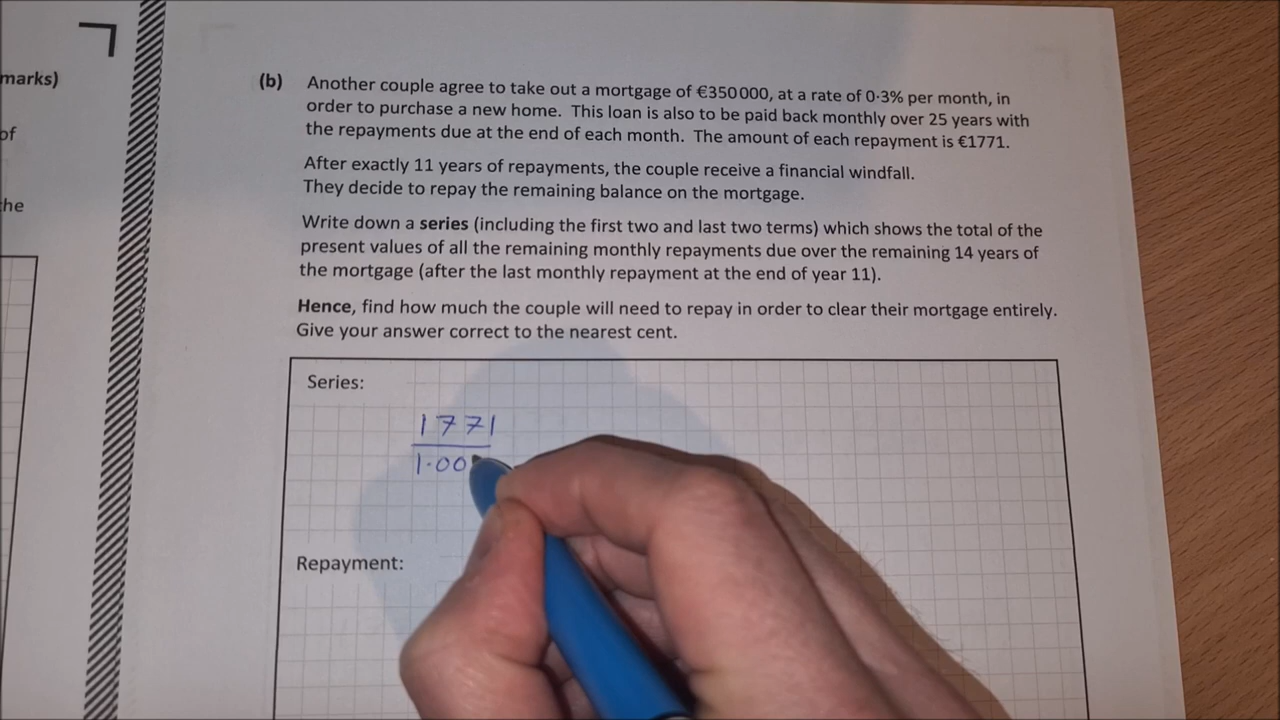 marks)
of
the
(b) Another couple agree to take out a mortgage of €350 000, at a rate of 0·3% per month, in
order to purchase a new home. This loan is also to be paid back monthly over 25 years with
the repayments due at the end of each month. The amount of each repayment is €1771.
After exactly 11 years of repayments, the couple receive a financial windfall.
They decide to repay the remaining balance on the mortgage.
Write down a series (including the first two and last two terms) which shows the total of the
present values of all the remaining monthly repayments due over the remaining 14 years of
the mortgage (after the last monthly repayment at the end of year 11).
Hence, find how much the couple will need to repay in order to clear their mortgage entirely.
Give your answer correct to the nearest cent.
Series:
1771
1·00
Repayment: